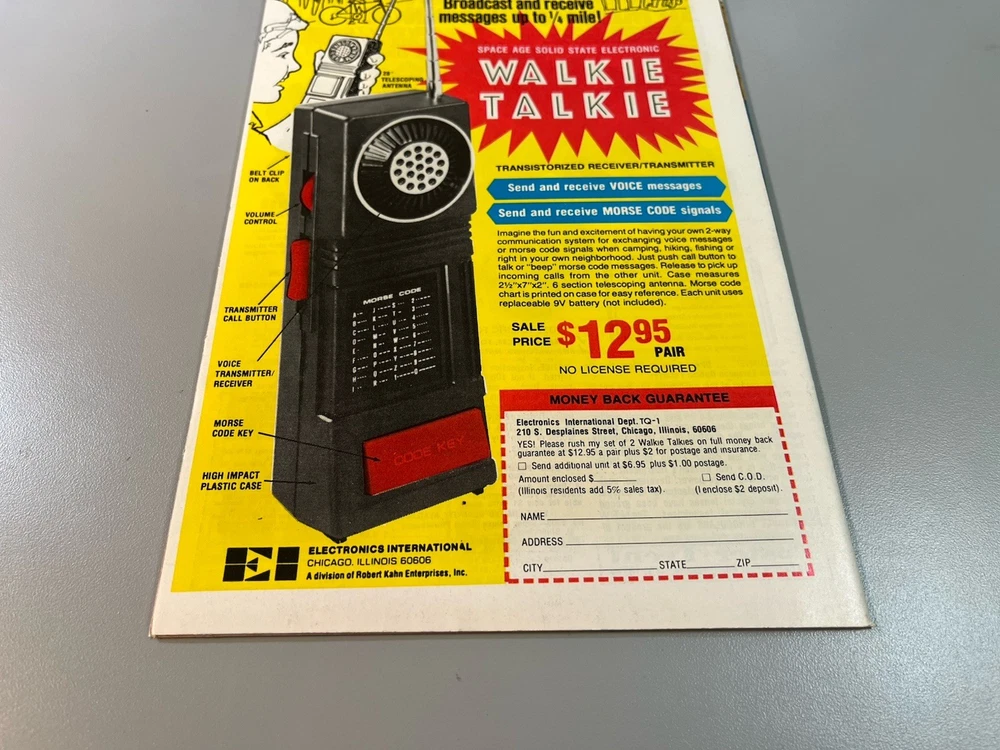 Broadcast and receive
messages up to ¼ mile!
SPACE AGE SOLID STATE ELECTRONIC
WALKIE
TALKIE
TELESCOPING
ANTENNA
BELT CLIP
ON BACK
VOLUME
CONTROL
TRANSMITTER
CALL BUTTON
VOICE
TRANSMITTER/
RECEIVER
MORSE
CODE KEY
HIGH IMPACT
PLASTIC CASE
MORSE CODE
CODE KEY
TRANSISTORIZED RECEIVER/TRANSMITTER
Send and receive VOICE messages
Send and receive MORSE CODE signals
Imagine the fun and excitement of having your own 2-way
communication system for exchanging voice messages
or morse code signals when camping, hiking, fishing or
right in your own neighborhood. Just push call button to
talk or "beep" morse code messages. Release to pick up
incoming calls from the other unit. Case measures
2½"x7"x2". 6 section telescoping antenna. Morse code
chart is printed on case for easy reference. Each unit uses
replaceable 9V battery (not included).
SALE
PRICE $12 95
PAIR
NO LICENSE REQUIRED
MONEY BACK GUARANTEE
Electronics International Dept. TQ-1
210 S. Desplaines Street, Chicago, Illinois, 60606
YES! Please rush my set of 2 Walkie Talkies on full money back
guarantee at $12.95 a pair plus $2 for postage and insurance.
☐ Send additional unit at $6.95 plus $1.00 postage.
Amount enclosed $______ ☐ Send C.O.D.
(Illinois residents add 5% sales tax). (I enclose $2 deposit).
NAME
ADDRESS
CITY STATE ZIP
EI
ELECTRONICS INTERNATIONAL
CHICAGO, ILLINOIS 60606
A division of Robert Kahn Enterprises, Inc.